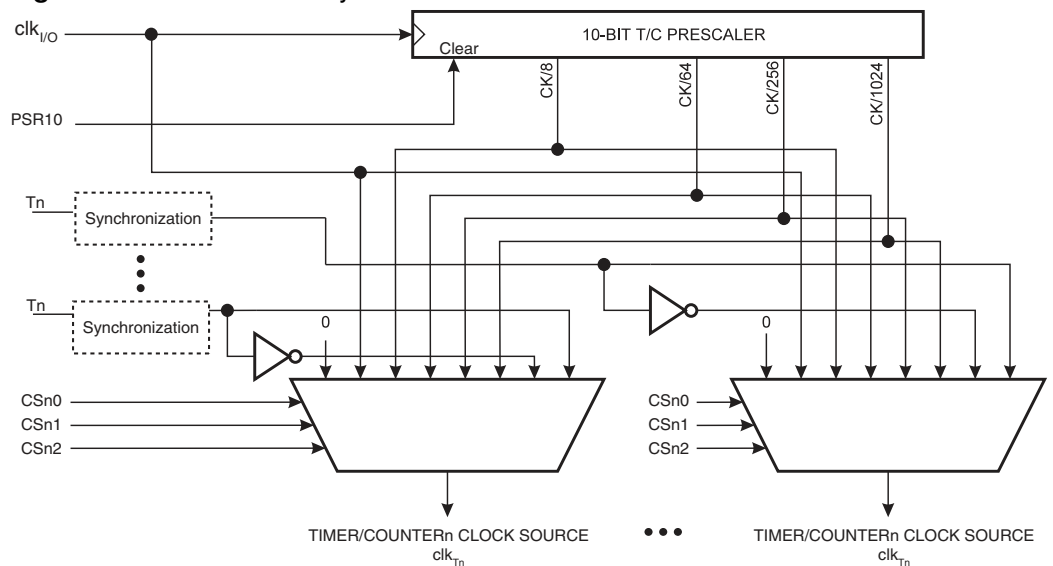 clkI/O
10-BIT T/C PRESCALER
Clear
CK/8
CK/64
CK/256
CK/1024
PSR10
Tn
Synchronization
Tn
Synchronization
0
0
CSn0
CSn1
CSn2
CSn0
CSn1
CSn2
TIMER/COUNTERn CLOCK SOURCE
clkTn
TIMER/COUNTERn CLOCK SOURCE
clkTn